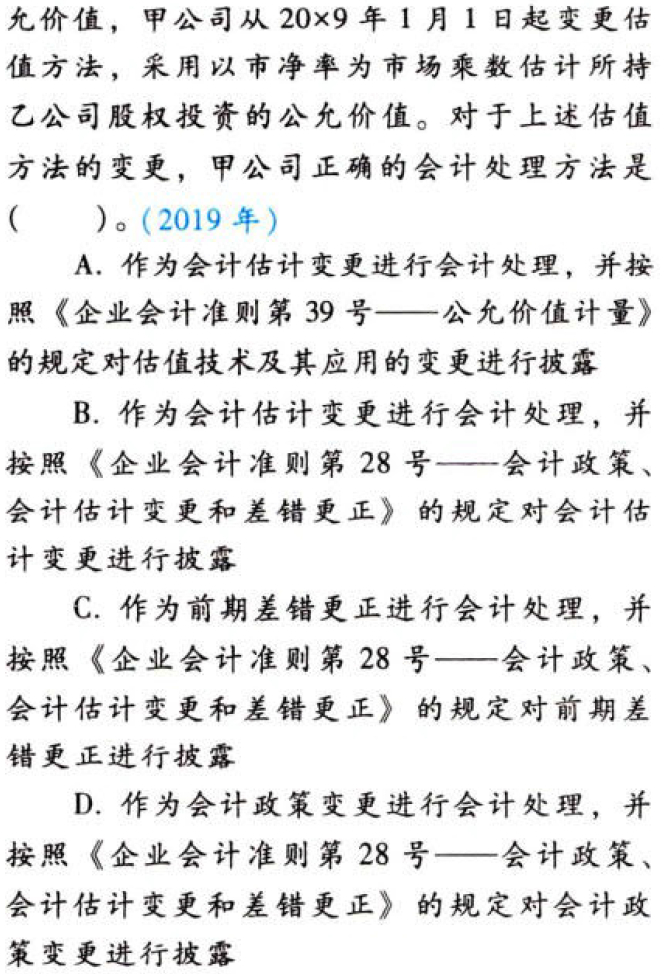 允价值，甲公司从 20×9 年 1 月 1 日起变更估
值方法，采用以市净率为市场乘数估计所持
乙公司股权投资的公允价值。对于上述估值
方法的变更，甲公司正确的会计处理方法是
(　　)。(2019 年)
A. 作为会计估计变更进行会计处理，并按
照《企业会计准则第 39 号——公允价值计量》
的规定对估值技术及其应用的变更进行披露
B. 作为会计估计变更进行会计处理，并
按照《企业会计准则第 28 号——会计政策、
会计估计变更和差错更正》的规定对会计估
计变更进行披露
C. 作为前期差错更正进行会计处理，并
按照《企业会计准则第 28 号——会计政策、
会计估计变更和差错更正》的规定对前期差
错更正进行披露
D. 作为会计政策变更进行会计处理，并
按照《企业会计准则第 28 号——会计政策、
会计估计变更和差错更正》的规定对会计政
策变更进行披露